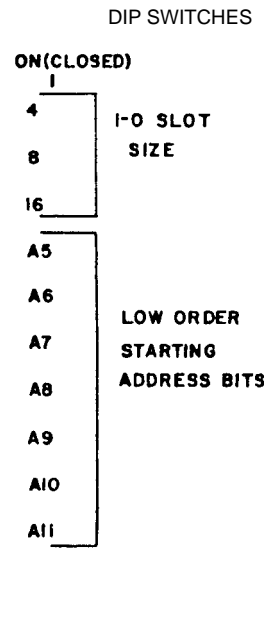 DIP SWITCHES
ON(CLOSED)
4
8
16
I-O SLOT
SIZE
A5
A6
A7
A8
A9
A10
A11
LOW ORDER
STARTING
ADDRESS BITS